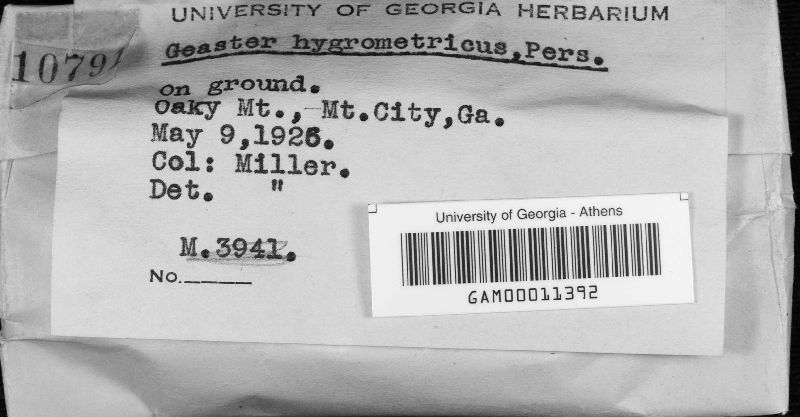 UNIVERSITY OF GEORGIA HERBARIUM
10791
Geaster hygrometricus,Pers.
on ground.
Oaky Mt., Mt.City,Ga.
May 9,1926.
Col: Miller.
Det. "
M.3941.
No.
University of Georgia - Athens
GAM00011392